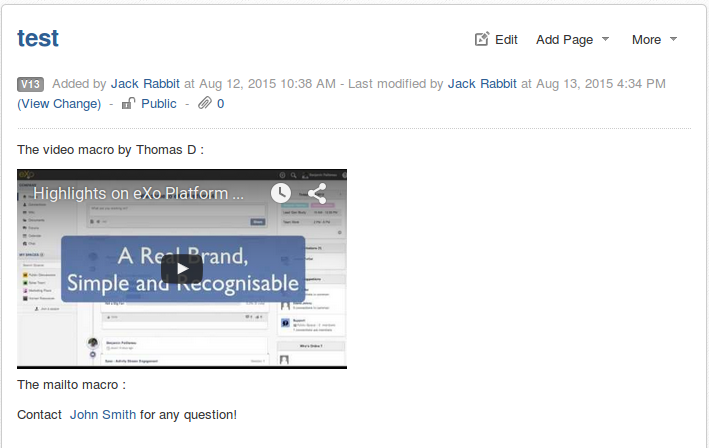 test
Edit Add Page More
V13 Added by Jack Rabbit at Aug 12, 2015 10:38 AM - Last modified by Jack Rabbit at Aug 13, 2015 4:34 PM
(View Change) - Public - 0
The video macro by Thomas D :
Highlights on eXo Platform ...
A Real Brand,
Simple and Recognisable
The mailto macro :
Contact John Smith for any question!